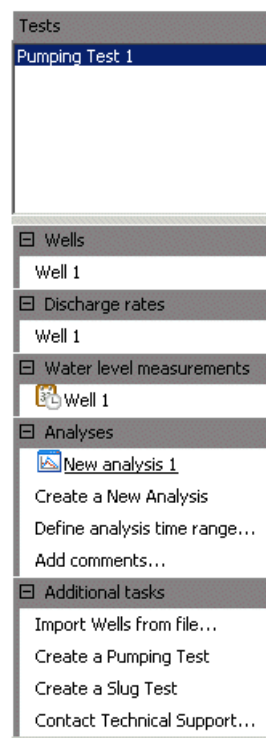 Tests
Pumping Test 1
Wells
Well 1
Discharge rates
Well 1
Water level measurements
Well 1
Analyses
New analysis 1
Create a New Analysis
Define analysis time range...
Add comments...
Additional tasks
Import Wells from file...
Create a Pumping Test
Create a Slug Test
Contact Technical Support...